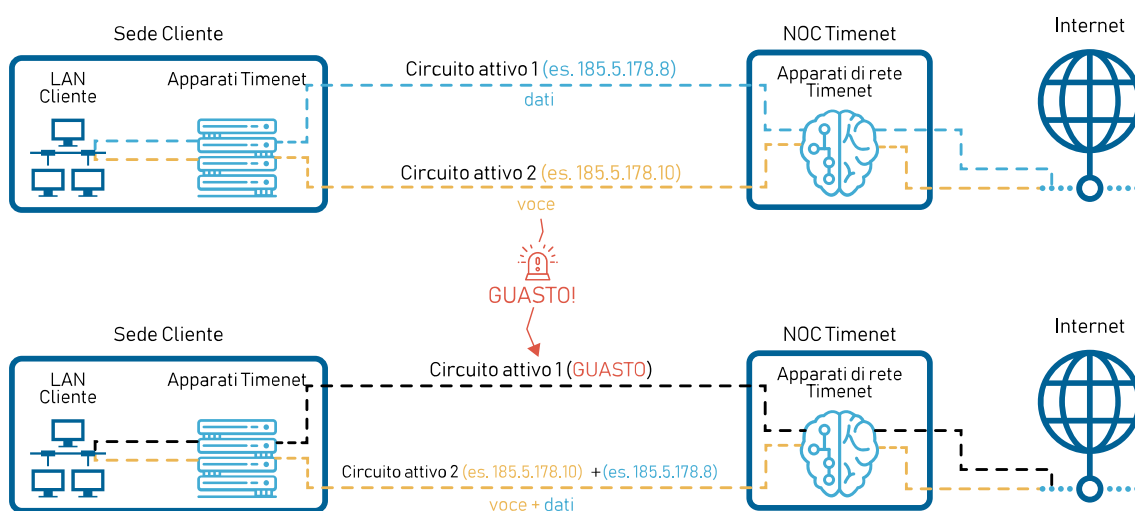 Sede Cliente
NOC Timenet
Internet
LAN
Cliente
Apparati Timenet
Circuito attivo 1 (es. 185.5.178.8)
dati
Apparati di rete
Timenet
Circuito attivo 2 (es. 185.5.178.10)
voce
GUASTO!
Sede Cliente
NOC Timenet
Internet
Circuito attivo 1 (GUASTO)
LAN
Cliente
Apparati Timenet
Apparati di rete
Timenet
Circuito attivo 2 (es. 185.5.178.10) +(es. 185.5.178.8)
voce + dati